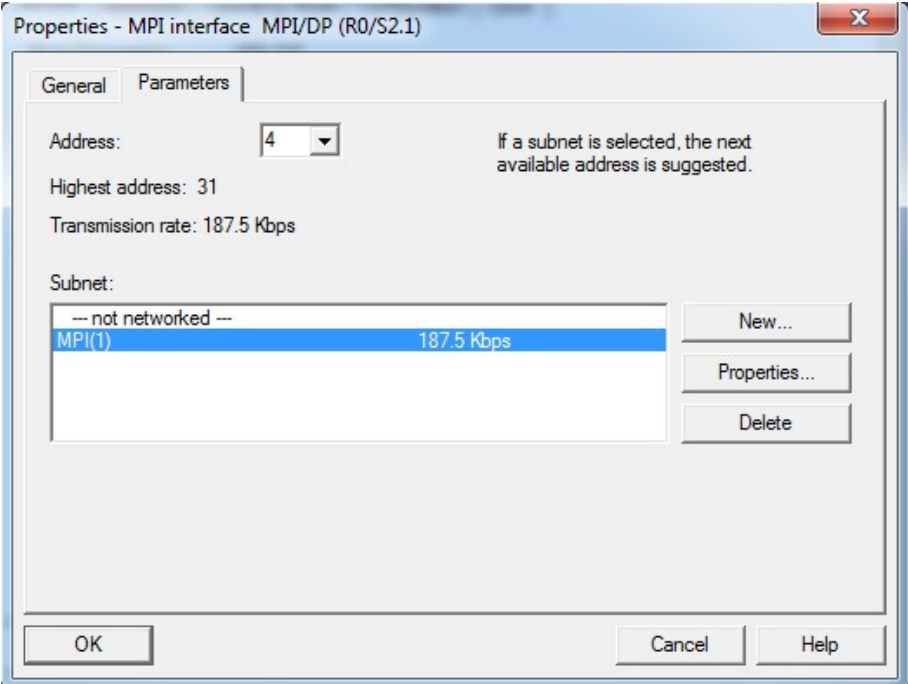 Properties - MPI interface  MPI/DP (R0/S2.1)
General Parameters
Address: 4
If a subnet is selected, the next
available address is suggested.
Highest address: 31
Transmission rate: 187.5 Kbps
Subnet:
--- not networked ---
MPI(1) 187.5 Kbps
New...
Properties...
Delete
OK Cancel Help